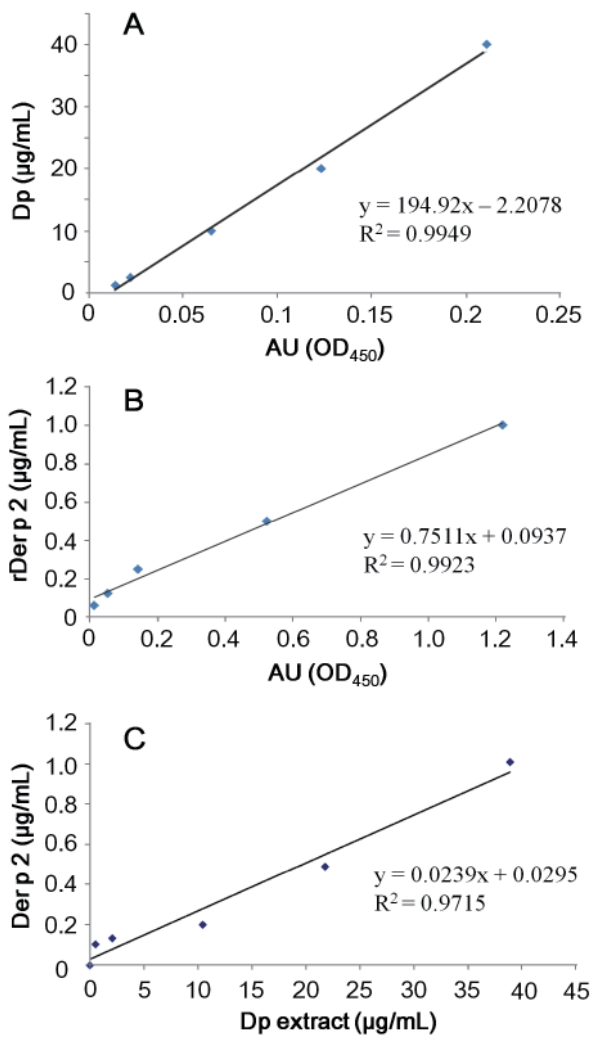 A
Dp (µg/mL)
40
30
20
10
0
y = 194.92x – 2.2078
R² = 0.9949
0 0.05 0.1 0.15 0.2 0.25
AU (OD₄₅₀)
B
rDer p 2 (µg/mL)
1.2
1.0
0.8
0.6
0.4
0.2
0
y = 0.7511x + 0.0937
R² = 0.9923
0 0.2 0.4 0.6 0.8 1.0 1.2 1.4
AU (OD₄₅₀)
C
Der p 2 (µg/mL)
1.2
1.0
0.8
0.6
0.4
0.2
0
y = 0.0239x + 0.0295
R² = 0.9715
0 5 10 15 20 25 30 35 40 45
Dp extract (µg/mL)